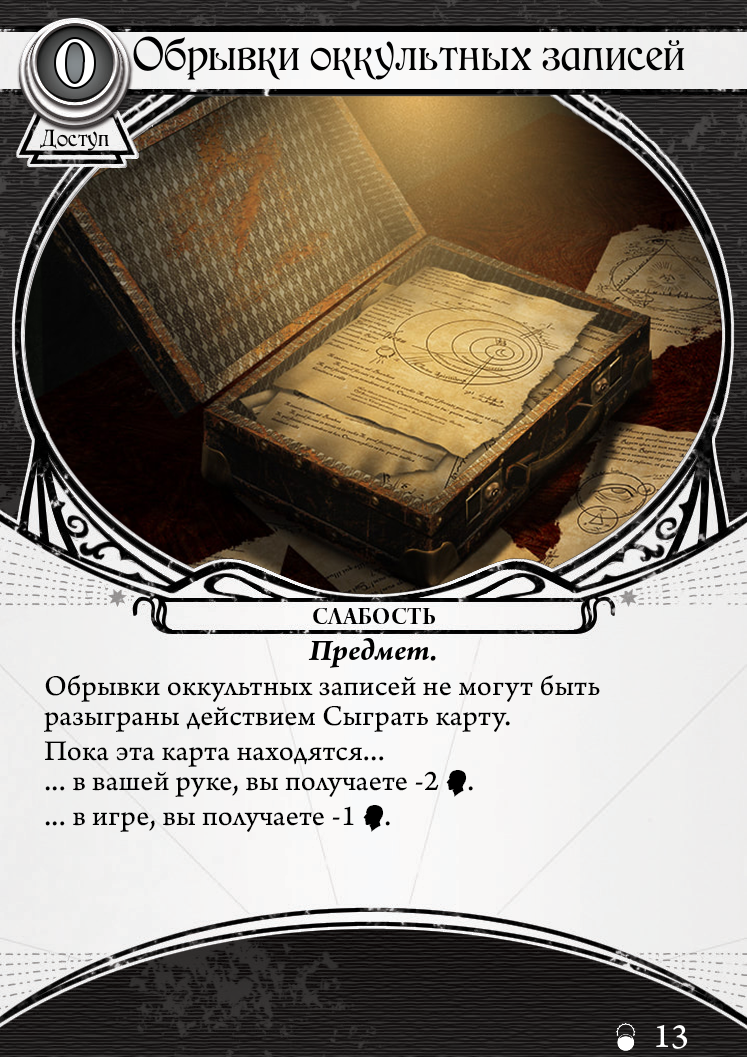 0
Обрывки оккультных записей
Доступ
СЛАБОСТЬ
Предмет.
Обрывки оккультных записей не могут быть
разыграны действием Сыграть карту.
Пока эта карта находятся...
... в вашей руке, вы получаете -2 .
... в игре, вы получаете -1 .
13